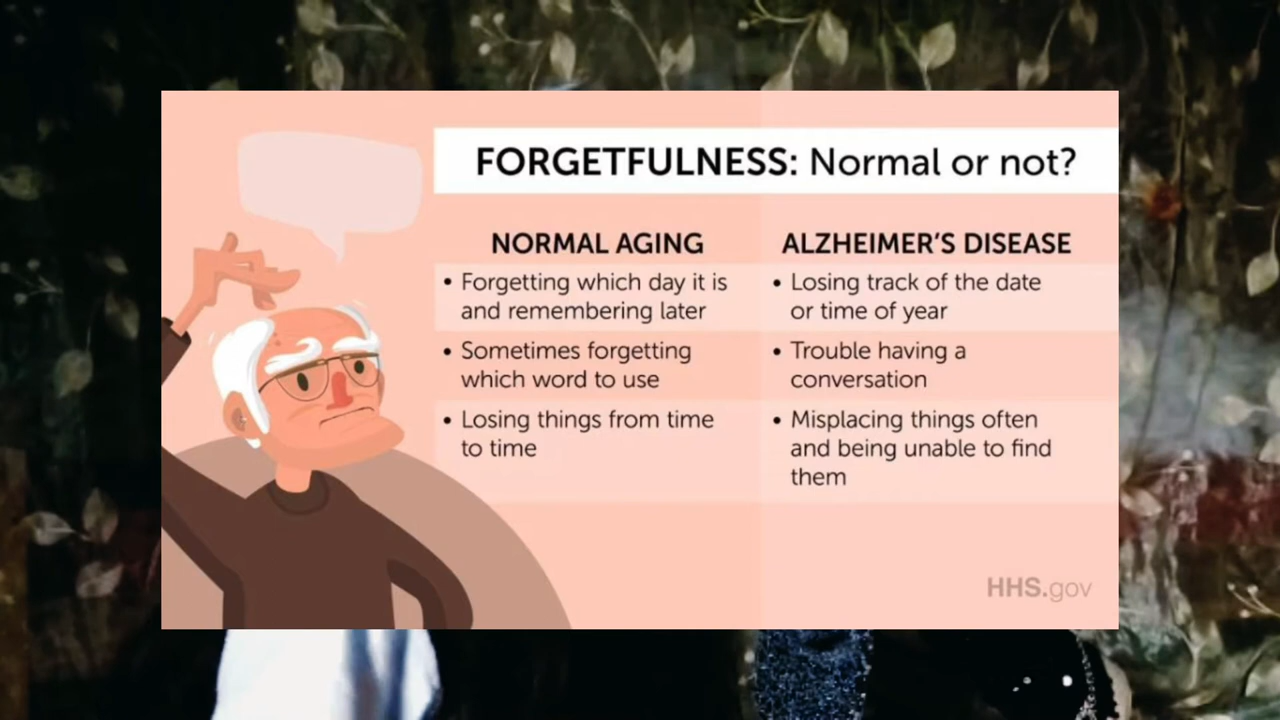 FORGETFULNESS: Normal or not?
NORMAL AGING
• Forgetting which day it is
and remembering later
• Sometimes forgetting
which word to use
• Losing things from time
to time
ALZHEIMER'S DISEASE
• Losing track of the date
or time of year
• Trouble having a
conversation
• Misplacing things often
and being unable to find
them
HHS.gov